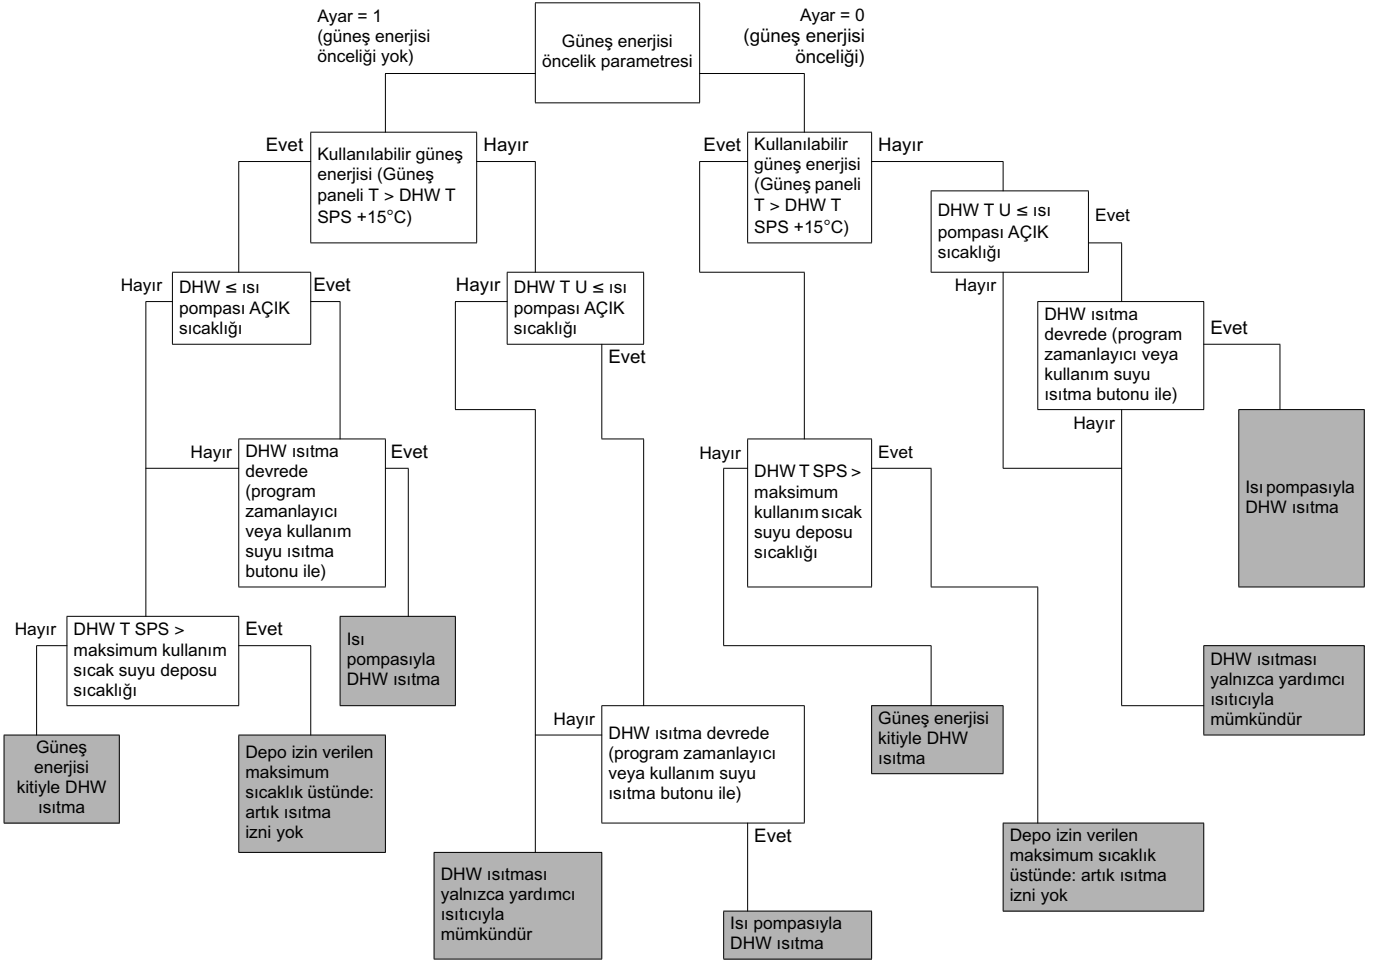 Ayar = 1
(güneş enerjisi
önceliği yok)
Güneş enerjisi
öncelik parametresi
Ayar = 0
(güneş enerjisi
önceliği)
Evet
Kullanılabilir güneş
enerjisi (Güneş
paneli T > DHW T
SPS +15°C)
Hayır
Evet
Kullanılabilir
güneş enerjisi
(Güneş paneli
T > DHW T
SPS +15°C)
Hayır
DHW T U ≤ ısı
pompası AÇIK
sıcaklığı
Evet
Hayır
Hayır
DHW ≤ ısı
pompası AÇIK
sıcaklığı
Evet
Hayır
DHW T U ≤ ısı
pompası AÇIK
sıcaklığı
Evet
DHW ısıtma
devrede (program
zamanlayıcı veya
kullanım suyu
ısıtma butonu ile)
Evet
Hayır
Hayır
DHW ısıtma
devrede
(program
zamanlayıcı
veya kullanım
suyu ısıtma
butonu ile)
Evet
Hayır
DHW T SPS >
maksimum
kullanım sıcak
suyu deposu
sıcaklığı
Evet
Isı pompasıyla
DHW ısıtma
Hayır
DHW T SPS >
maksimum kullanım
sıcak suyu deposu
sıcaklığı
Evet
Isı
pompasıyla
DHW ısıtma
DHW ısıtması
yalnızca yardımcı
ısıtıcıyla
mümkündür
Güneş
enerjisi
kitiyle DHW
ısıtma
Depo izin verilen
maksimum
sıcaklık üstünde:
artık ısıtma
izni yok
Hayır
DHW ısıtma devrede
(program zamanlayıcı
veya kullanım suyu
ısıtma butonu ile)
Evet
Güneş enerjisi
kitiyle DHW
ısıtma
DHW ısıtması
yalnızca yardımcı
ısıtıcıyla
mümkündür
Isı pompasıyla
DHW ısıtma
Depo izin verilen
maksimum sıcaklık
üstünde: artık ısıtma
izni yok